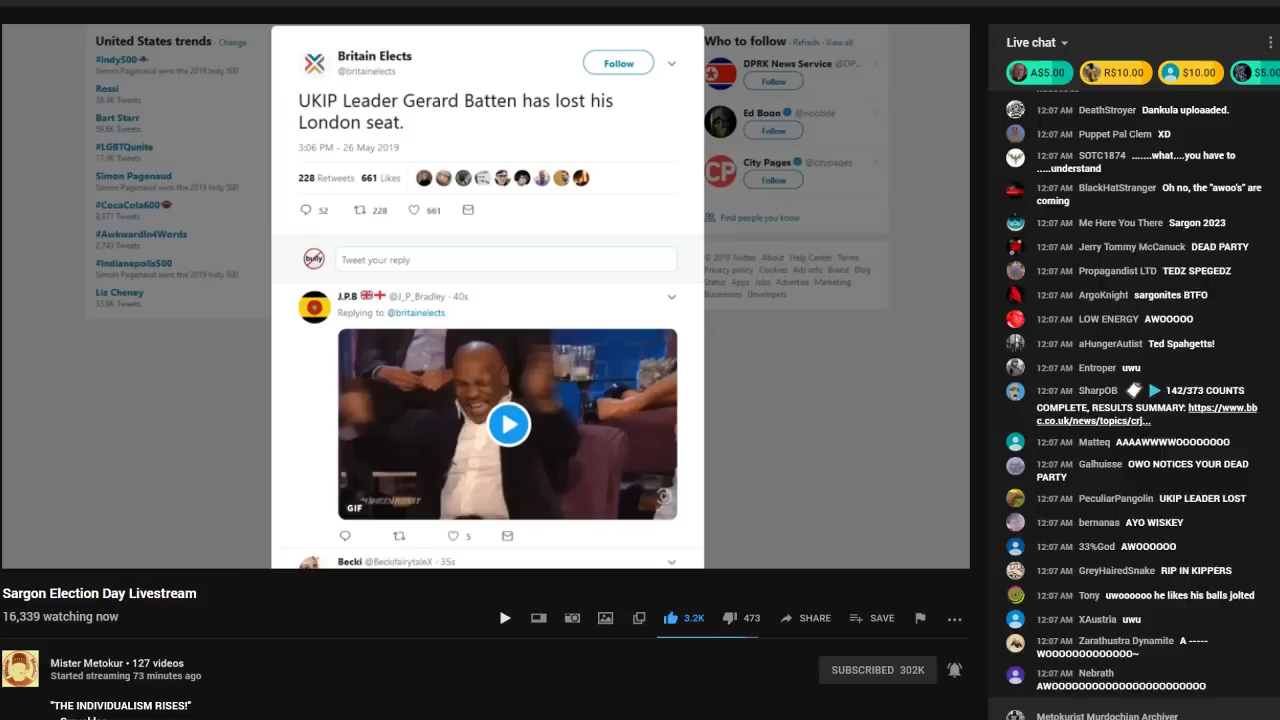 United States trends · Change
#Indy500
Simon Pagenaud wins the 2019 Indy 500
Rossi
38.4K Tweets
Bart Starr
59.6K Tweets
#LGBTQunite
17.9K Tweets
Simon Pagenaud
Simon Pagenaud wins the 2019 Indy 500
#CocaCola600
9,871 Tweets
#AwkwardIn4Words
2,743 Tweets
#Indianapolis500
Simon Pagenaud wins the 2019 Indy 500
Liz Cheney
33.9K Tweets
Britain Elects
@britainelects
Follow
UKIP Leader Gerard Batten has lost his
London seat.
3:06 PM - 26 May 2019
228 Retweets 661 Likes
52 228 661
bully
Tweet your reply
J.P.B @J_P_Bradley · 40s
Replying to @britainelects
GIF
5
Becki @BeckifairytaleX · 35s
Who to follow · Refresh · View all
DPRK News Service @DP...
Follow
Ed Boon @noobde
Follow
CP
City Pages @citypages
Follow
Find people you know
© 2019 Twitter About Help Center Terms
Privacy policy Cookies Ads info Brand Blog
Status Apps Jobs Advertise Marketing
Businesses Developers
Sargon Election Day Livestream
16,339 watching now
3.2K 473 SHARE SAVE
Mister Metokur • 127 videos
Started streaming 73 minutes ago
SUBSCRIBED 302K
"THE INDIVIDUALISM RISES!"
Live chat
A$5.00 R$10.00 $10.00 $5.00
12:07 AM DeathStroyer Dankula uploaaded.
12:07 AM Puppet Pal Clem XD
12:07 AM SOTC1874 .......what....you have to
.....understand
12:07 AM BlackHatStranger Oh no, the "awoo's" are
coming
12:07 AM Me Here You There Sargon 2023
12:07 AM Jerry Tommy McCanuck DEAD PARTY
12:07 AM Propagandist LTD TEDZ SPEGEDZ
12:07 AM ArgoKnight sargonites BTFO
12:07 AM LOW ENERGY AWOOOOO
12:07 AM aHungerAutist Ted Spahgetts!
12:07 AM Entroper uwu
12:07 AM SharpOB 142/373 COUNTS
COMPLETE, RESULTS SUMMARY: https://www.bb
c.co.uk/news/topics/crj...
12:07 AM Matteq AAAAWWWWOOOOOOOO
12:07 AM Galhuisse OWO NOTICES YOUR DEAD
PARTY
12:07 AM PeculiarPangolin UKIP LEADER LOST
12:07 AM bernanas AYO WISKEY
12:07 AM 33%God AWOOOOOO
12:07 AM GreyHairedSnake RIP IN KIPPERS
12:07 AM Tony uwoooooo he likes his balls jolted
12:07 AM XAustria uwu
12:07 AM Zarathustra Dynamite A -----
WOOOOOOOOOOOOO~
12:07 AM Nebrath
AWOOOOOOOOOOOOOOOOOOOOOOO
Metokurist Murdochian Archiver